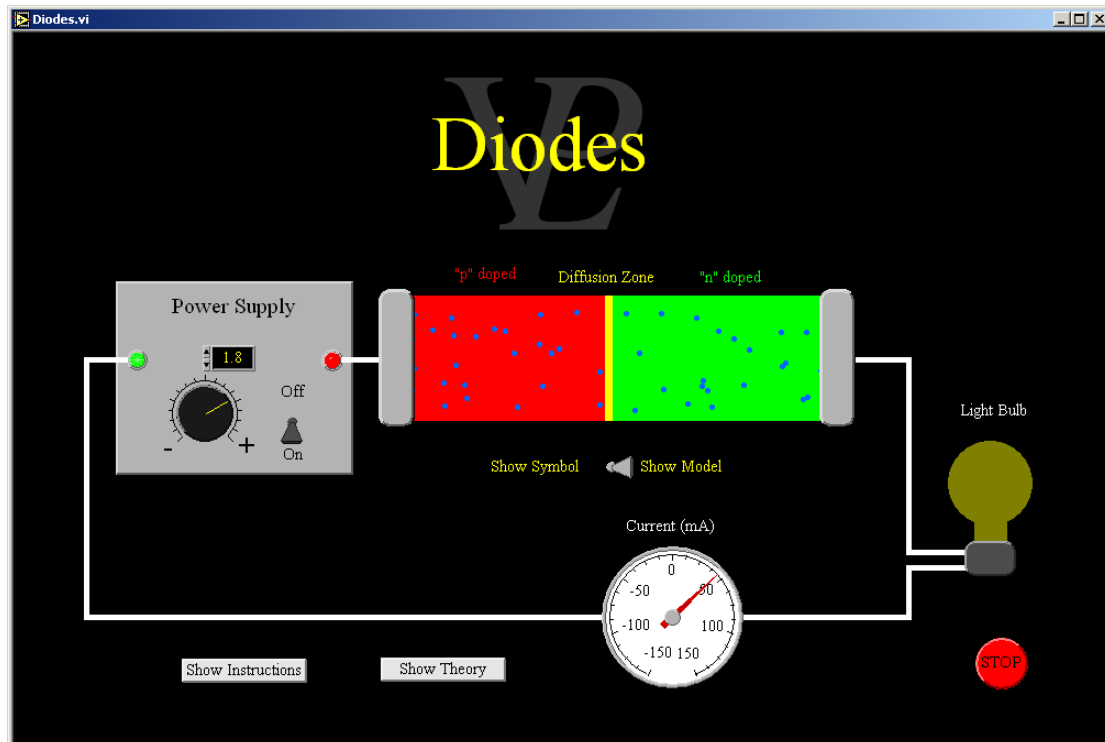 Diodes.vi
VPL
Diodes
"p" doped
Diffusion Zone
"n" doped
Power Supply
1.8
Off
- +
On
Light Bulb
Show Symbol
Show Model
Current (mA)
0
-50
50
-100
100
-150
150
Show Instructions
Show Theory
STOP